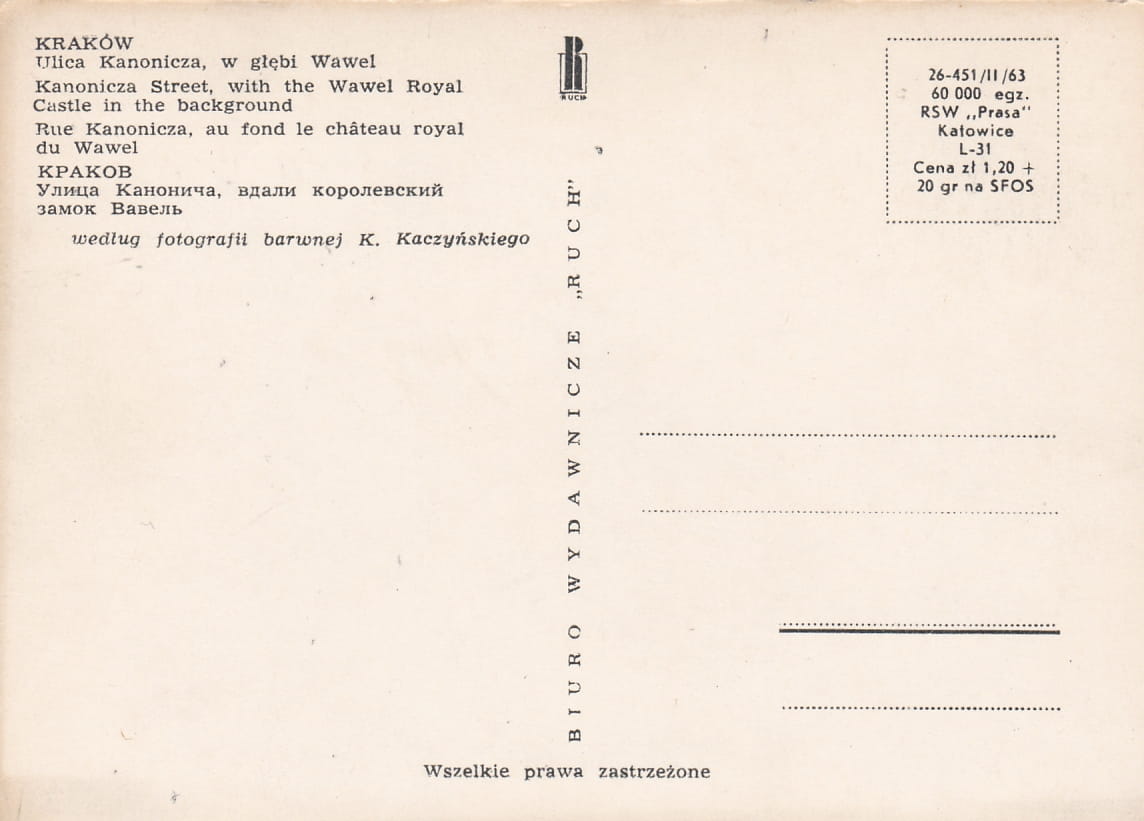 KRAKÓW
Ulica Kanonicza, w głębi Wawel
Kanonicza Street, with the Wawel Royal
Castle in the background
Rue Kanonicza, au fond le château royal
du Wawel
КРАКОВ
Улица Канонича, вдали королевский
замок Вавель
według fotografii barwnej K. Kaczyńskiego
RUCH
BIURO WYDAWNICZE „RUCH”
26-451/II/63
60 000 egz.
RSW „Prasa”
Katowice
L-31
Cena zł 1,20 +
20 gr na SFOS
Wszelkie prawa zastrzeżone